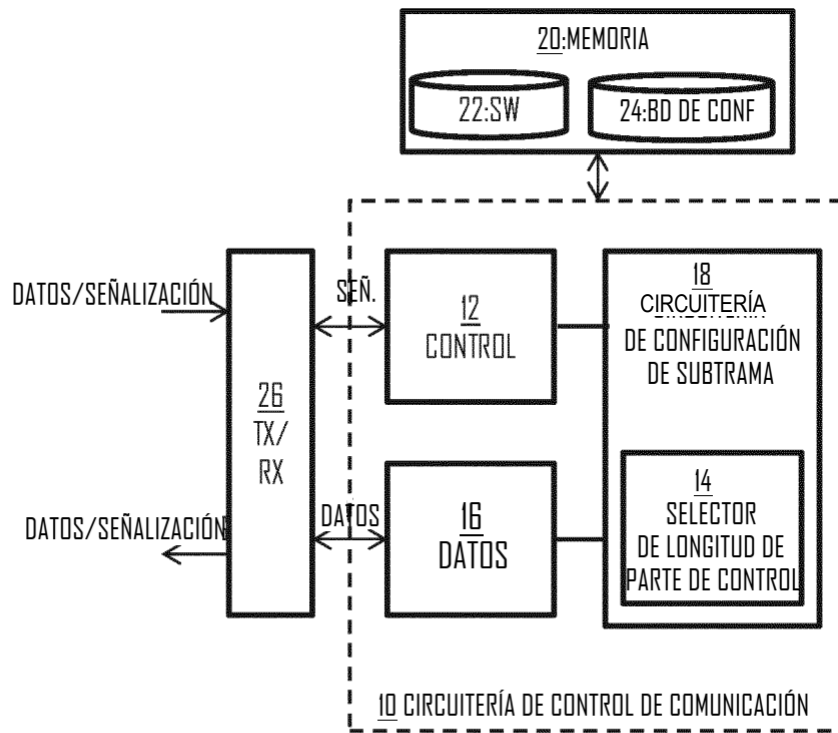 20:MEMORIA
22:SW
24:BD DE CONF
DATOS/SEÑALIZACIÓN
SEÑ.
12
CONTROL
18
CIRCUITERÍA
DE CONFIGURACIÓN
DE SUBTRAMA
26
TX/
RX
DATOS/SEÑALIZACIÓN
DATOS
16
DATOS
14
SELECTOR
DE LONGITUD DE
PARTE DE CONTROL
10 CIRCUITERÍA DE CONTROL DE COMUNICACIÓN